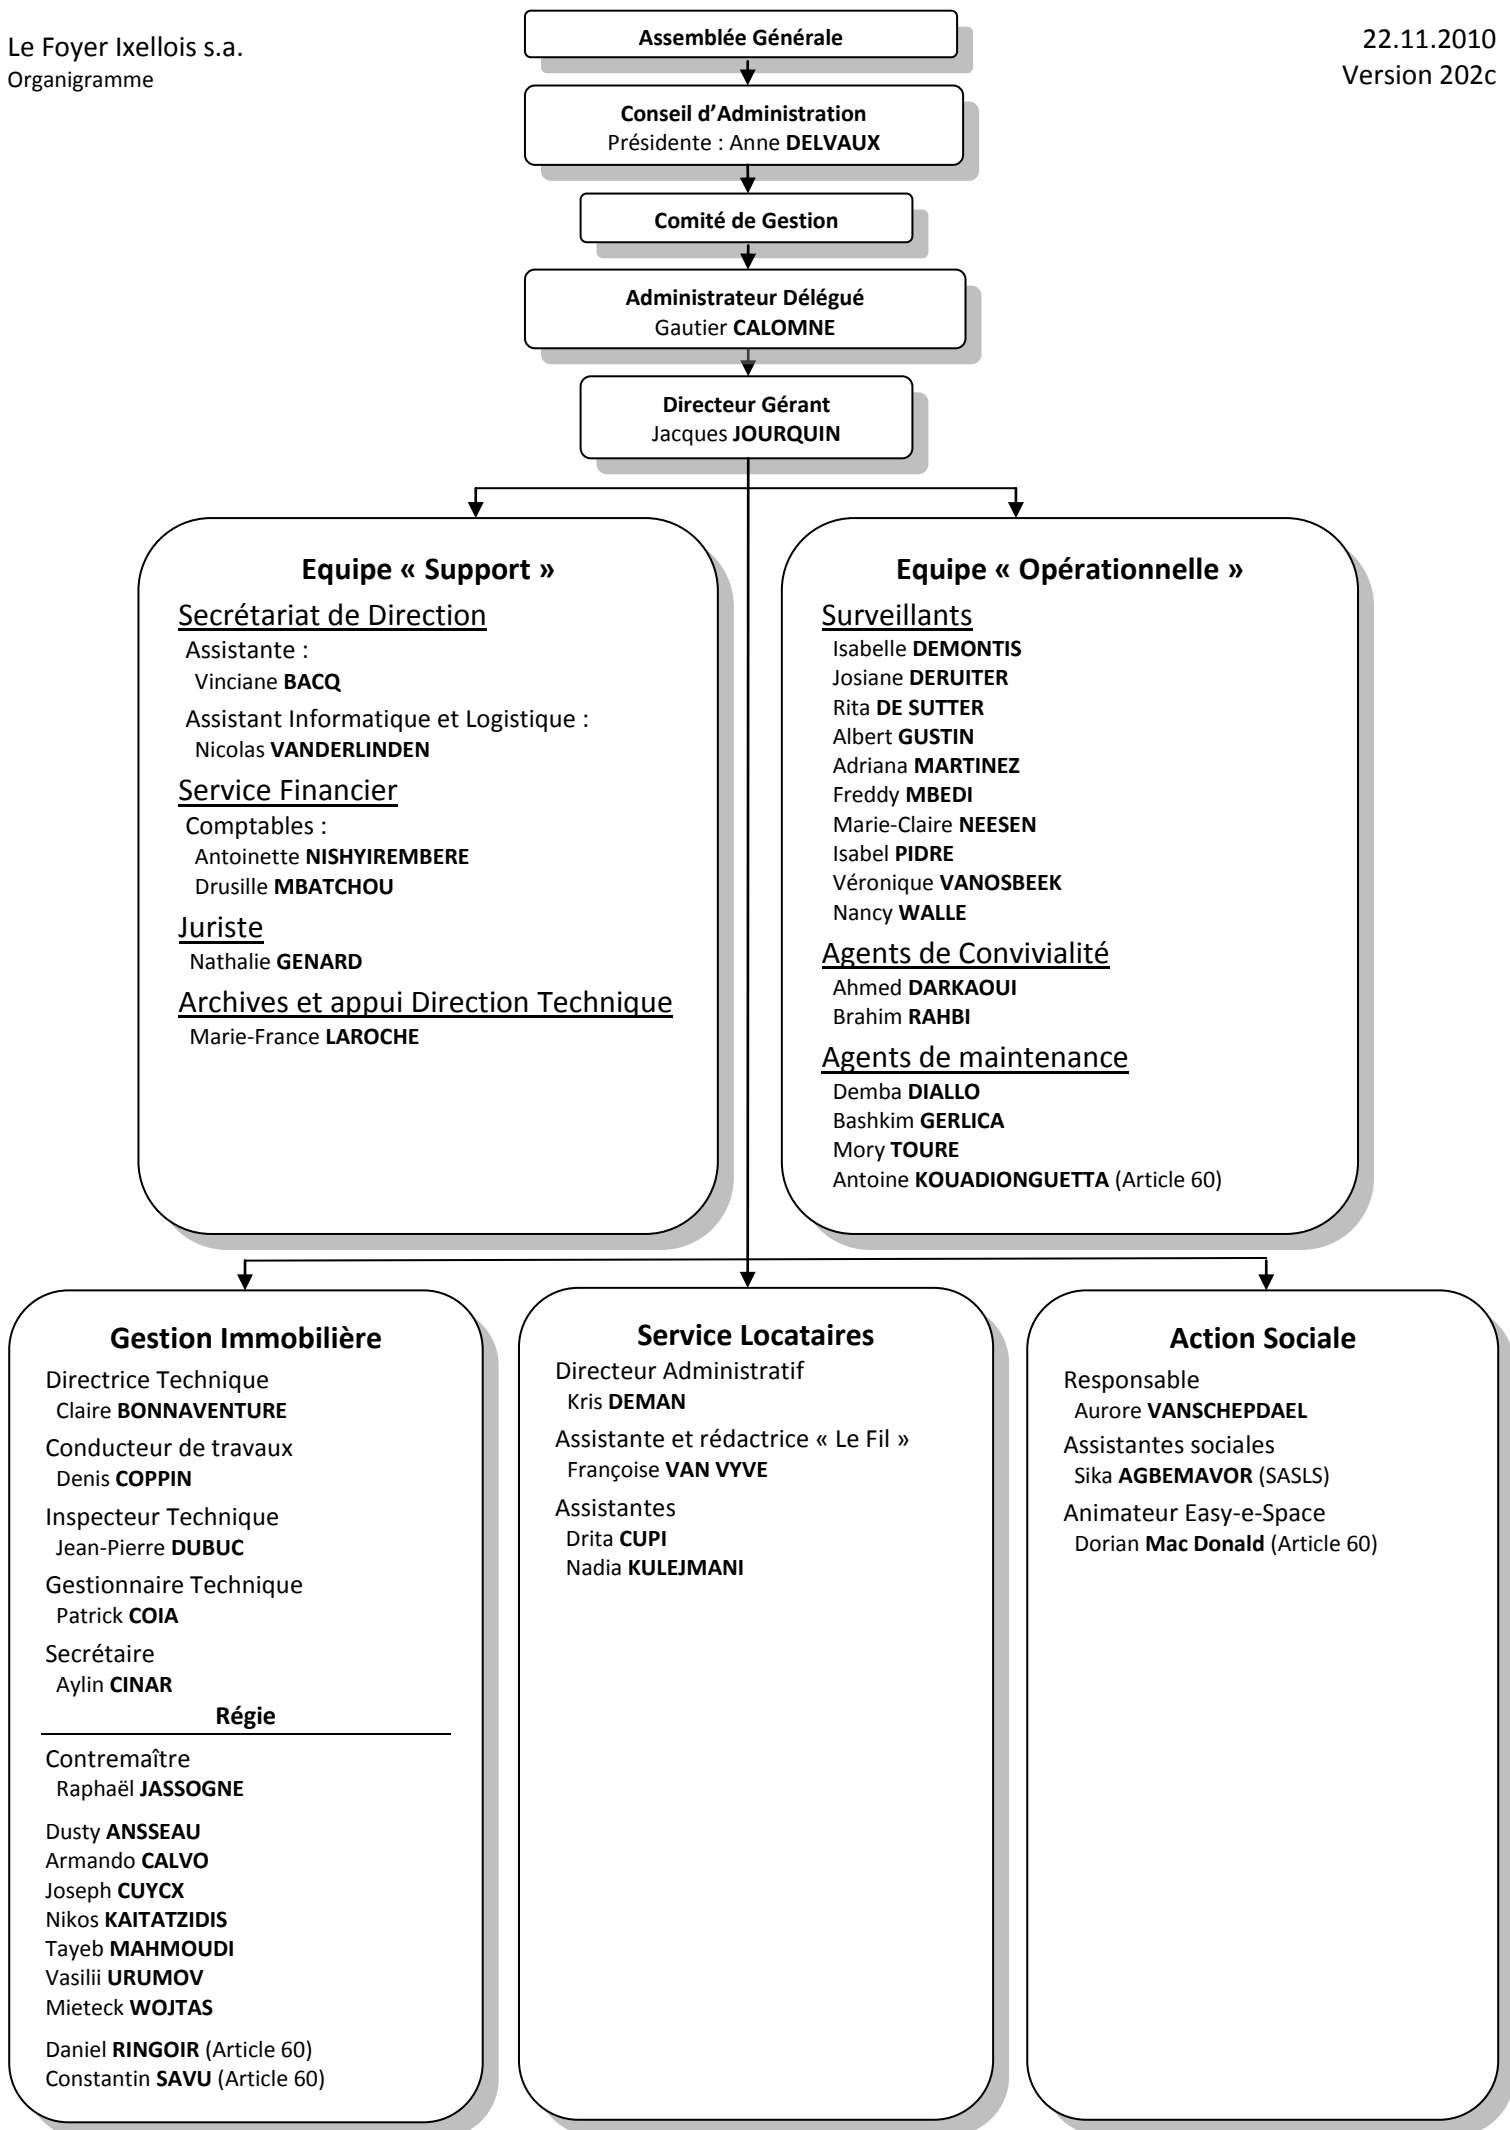 Le Foyer Ixellois s.a.
Organigramme
22.11.2010
Version 202c
Assemblée Générale
Conseil d’Administration
Présidente : Anne DELVAUX
Comité de Gestion
Administrateur Délégué
Gautier CALOMNE
Directeur Gérant
Jacques JOURQUIN
Equipe « Support »
Secrétariat de Direction
Assistante :
Vinciane BACQ
Assistant Informatique et Logistique :
Nicolas VANDERLINDEN
Service Financier
Comptables :
Antoinette NISHYIREMBERE
Drusille MBATCHOU
Juriste
Nathalie GENARD
Archives et appui Direction Technique
Marie-France LAROCHE
Equipe « Opérationnelle »
Surveillants
Isabelle DEMONTIS
Josiane DERUITER
Rita DE SUTTER
Albert GUSTIN
Adriana MARTINEZ
Freddy MBEDI
Marie-Claire NEESEN
Isabel PIDRE
Véronique VANOSBEEK
Nancy WALLE
Agents de Convivialité
Ahmed DARKAOUI
Brahim RAHBI
Agents de maintenance
Demba DIALLO
Bashkim GERLICA
Mory TOURE
Antoine KOUADIONGUETTA (Article 60)
Gestion Immobilière
Directrice Technique
Claire BONNAVENTURE
Conducteur de travaux
Denis COPPIN
Inspecteur Technique
Jean-Pierre DUBUC
Gestionnaire Technique
Patrick COIA
Secrétaire
Aylin CINAR
Régie
Contremaître
Raphaël JASSOGNE
Dusty ANSSEAU
Armando CALVO
Joseph CUYCX
Nikos KAITATZIDIS
Tayeb MAHMOUDI
Vasilii URUMOV
Mieteck WOJTAS
Daniel RINGOIR (Article 60)
Constantin SAVU (Article 60)
Service Locataires
Directeur Administratif
Kris DEMAN
Assistante et rédactrice « Le Fil »
Françoise VAN VYVE
Assistantes
Drita CUPI
Nadia KULEJMANI
Action Sociale
Responsable
Aurore VANSCHEPDAEL
Assistantes sociales
Sika AGBEMAVOR (SASLS)
Animateur Easy-e-Space
Dorian Mac Donald (Article 60)